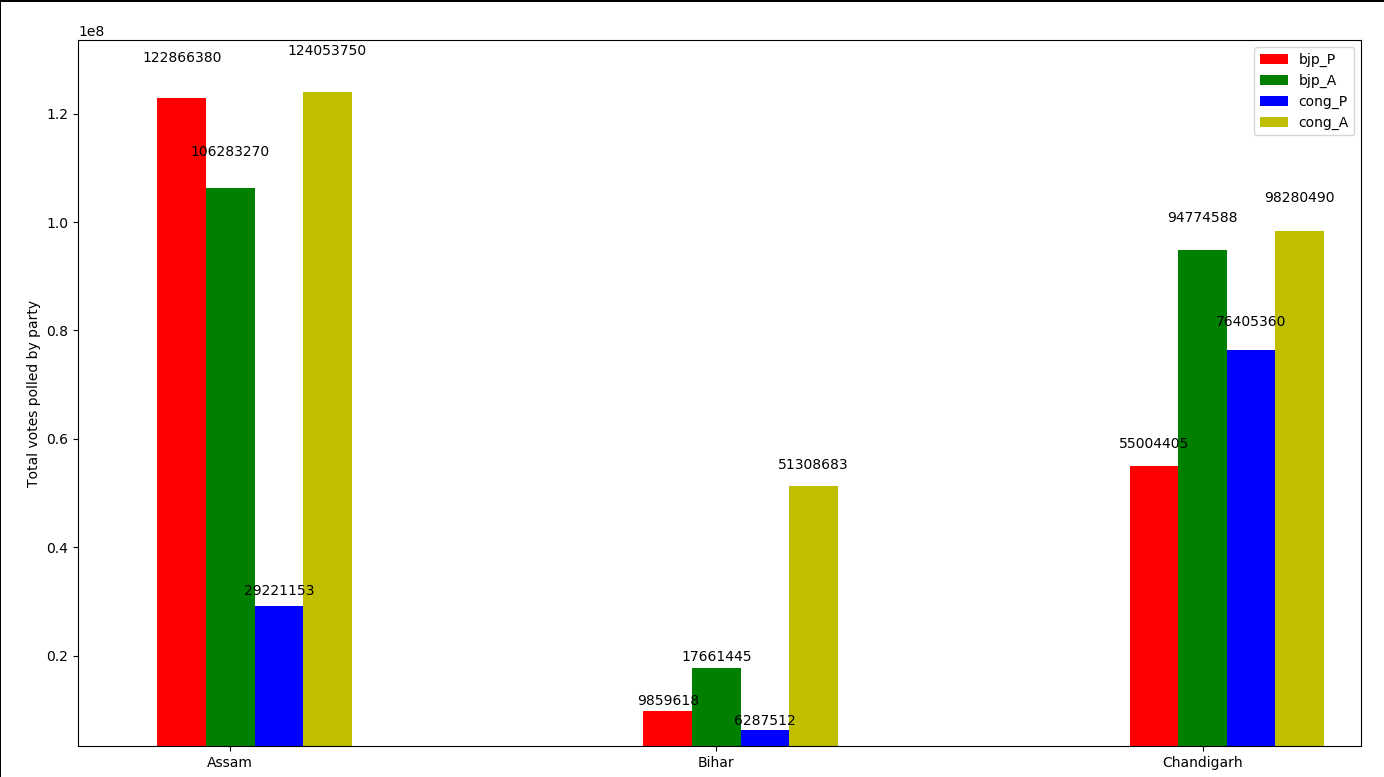 1e8
122866380
124053750
106283270
29221153
9859618
17661445
6287512
51308683
55004405
94774588
76405360
98280490
bjp_P
bjp_A
cong_P
cong_A
1.2
1.0
0.8
0.6
0.4
0.2
Total votes polled by party
Assam
Bihar
Chandigarh